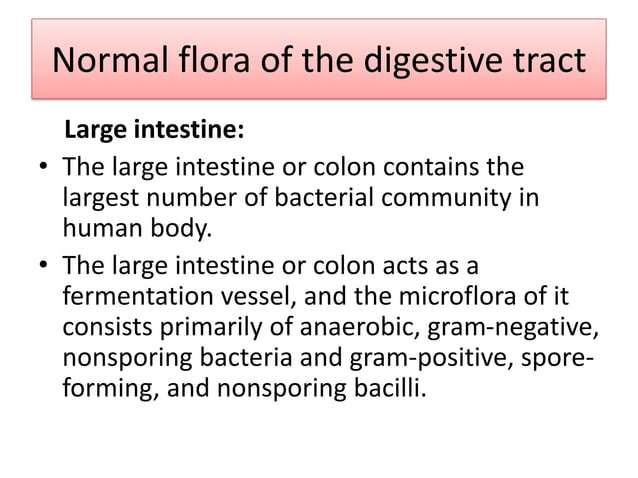 Normal flora of the digestive tract
Large intestine:
• The large intestine or colon contains the
largest number of bacterial community in
human body.
• The large intestine or colon acts as a
fermentation vessel, and the microflora of it
consists primarily of anaerobic, gram-negative,
nonsporing bacteria and gram-positive, spore-
forming, and nonsporing bacilli.